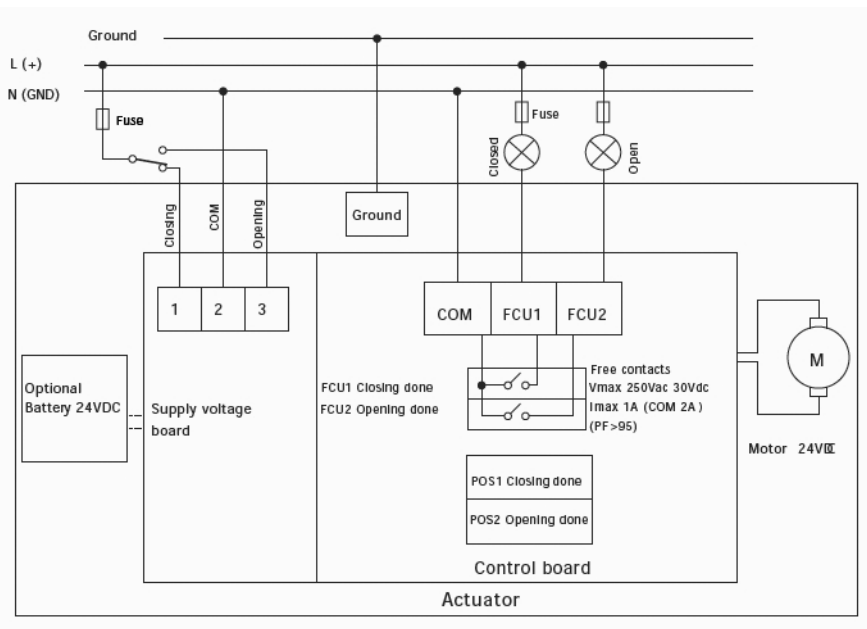 Ground
L (+)
N (GND)
Fuse
Fuse
Closed
Open
Closing
COM
Opening
Ground
1 2 3
COM FCU1 FCU2
Optional
Battery 24VDC
Supply voltage
board
FCU1 Closing done
FCU2 Opening done
Free contacts
Vmax 250Vac 30Vdc
Imax 1A (COM 2A)
(PF>95)
M
Motor 24VDC
POS1 Closing done
POS2 Opening done
Control board
Actuator